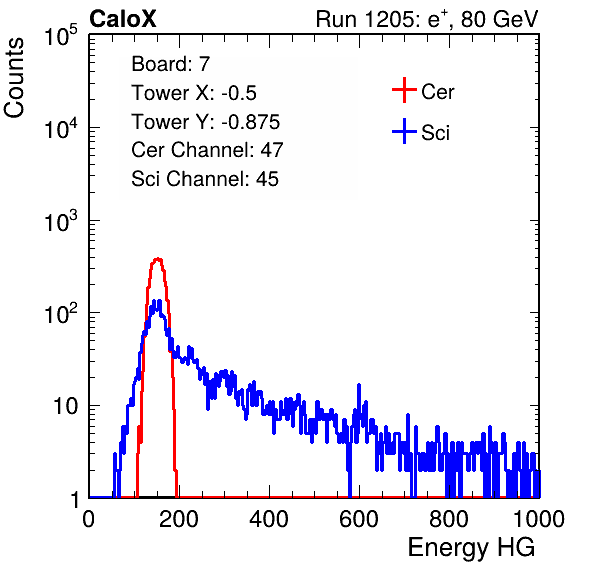 CaloX Run 1205: e⁺, 80 GeV
Counts
10⁵
10⁴
10³
10²
10
1
Board: 7
Tower X: -0.5
Tower Y: -0.875
Cer Channel: 47
Sci Channel: 45
Cer
Sci
0 200 400 600 800 1000
Energy HG